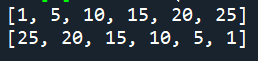 [1, 5, 10, 15, 20, 25]
[25, 20, 15, 10, 5, 1]